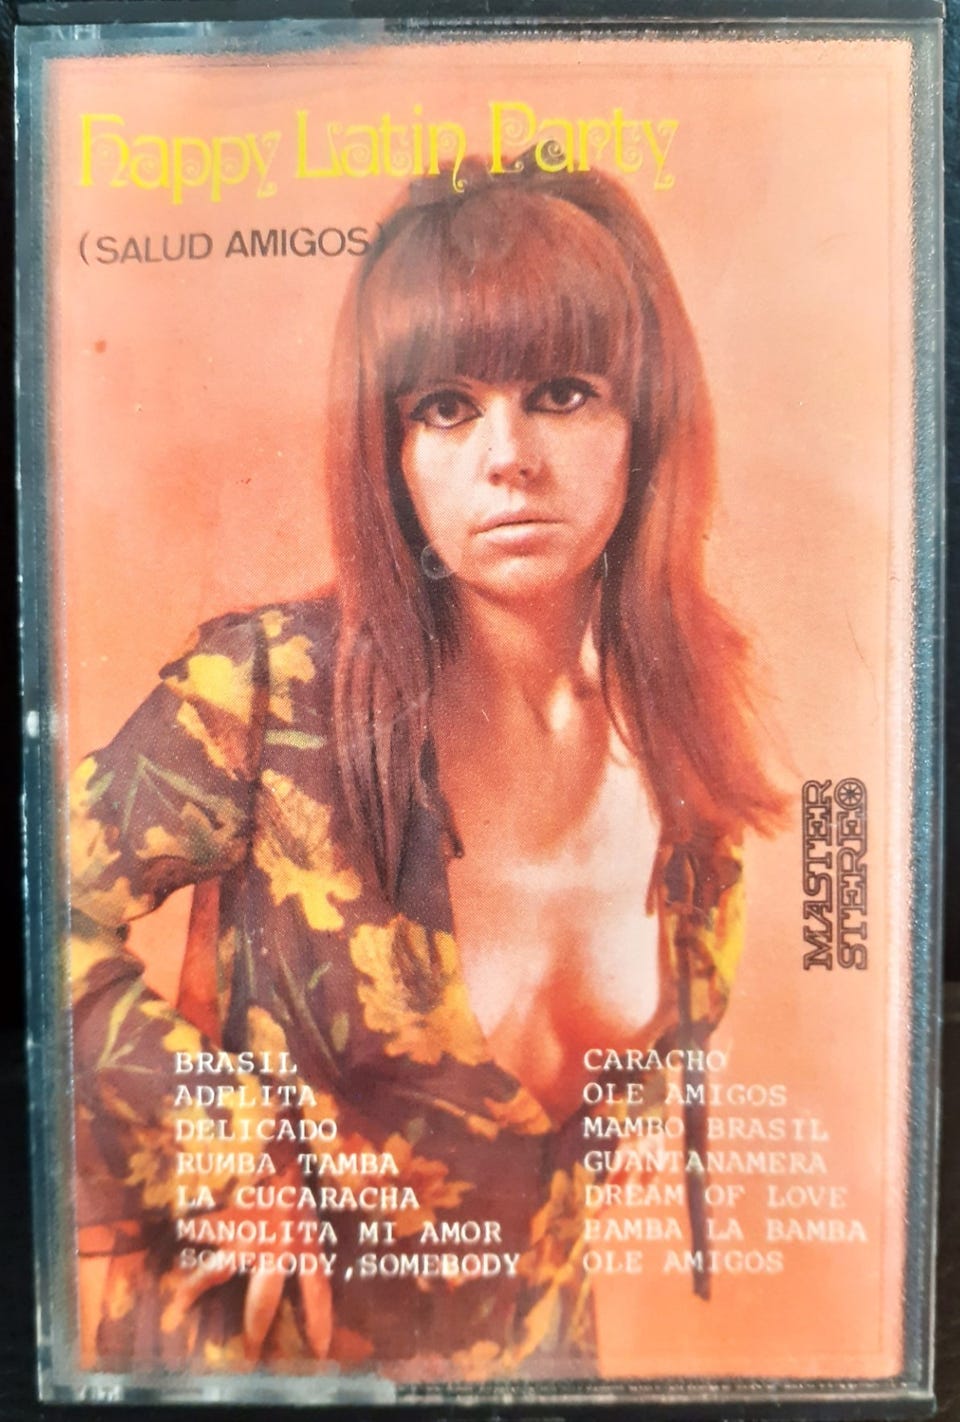 Happy Latin Party
(SALUD AMIGOS)
MASTER
STEREO
BRASIL
ADELITA
DELICADO
RUMBA TAMBA
LA CUCARACHA
MANOLITA MI AMOR
SOMEBODY,SOMEBODY
CARACHO
OLE AMIGOS
MAMBO BRASIL
GUANTANAMERA
DREAM OF LOVE
BAMBA LA BAMBA
OLE AMIGOS